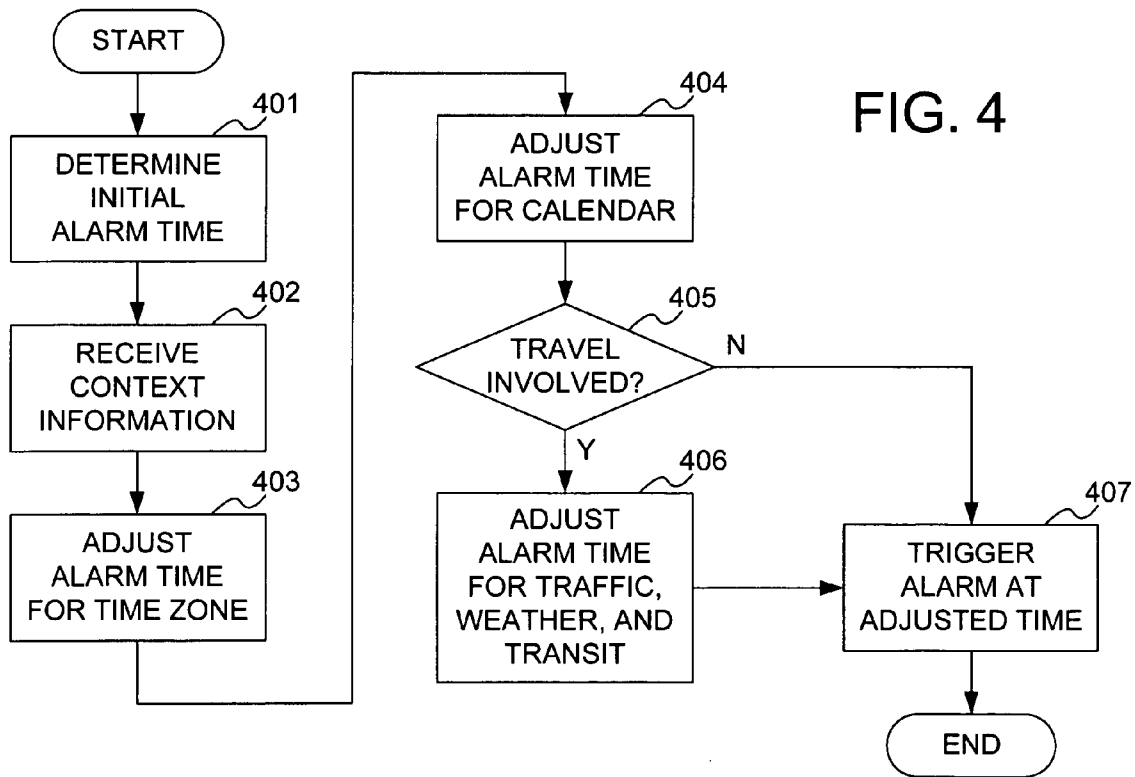 START
401
DETERMINE
INITIAL
ALARM TIME
402
RECEIVE
CONTEXT
INFORMATION
403
ADJUST
ALARM TIME
FOR TIME ZONE
404
ADJUST
ALARM TIME
FOR CALENDAR
405
TRAVEL
INVOLVED?
N
Y
406
ADJUST
ALARM TIME
FOR TRAFFIC,
WEATHER, AND
TRANSIT
407
TRIGGER
ALARM AT
ADJUSTED TIME
END
FIG. 4